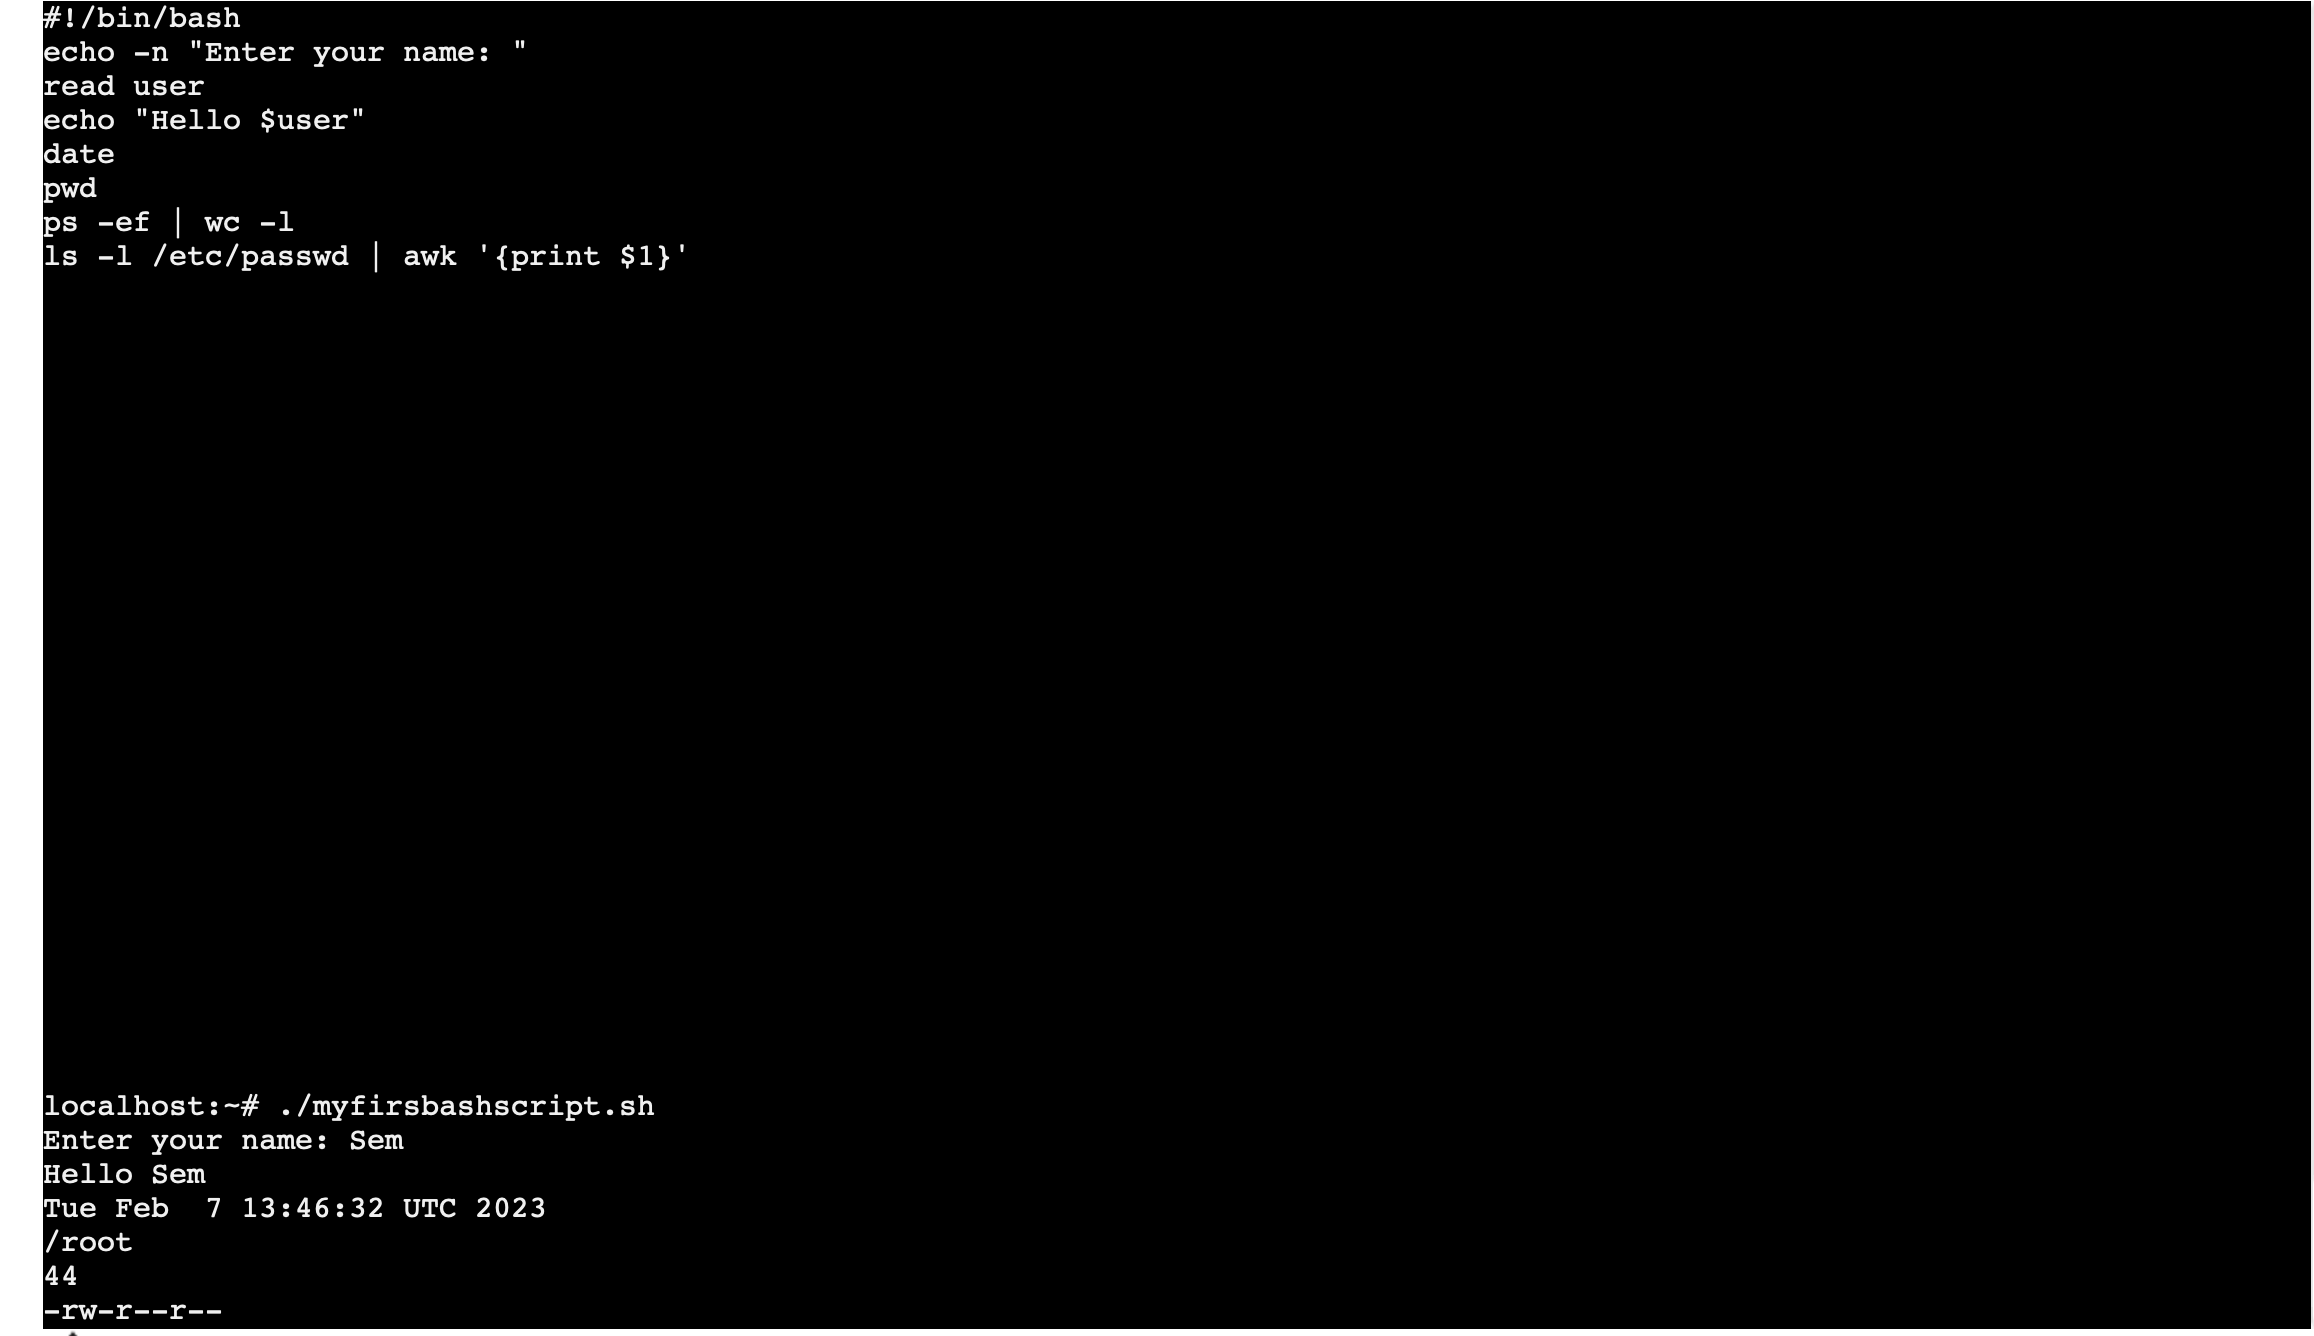 #!/bin/bash
echo -n "Enter your name: "
read user
echo "Hello $user"
date
pwd
ps -ef | wc -l
ls -l /etc/passwd | awk '{print $1}'
localhost:~# ./myfirsbashscript.sh
Enter your name: Sem
Hello Sem
Tue Feb  7 13:46:32 UTC 2023
/root
44
-rw-r--r--